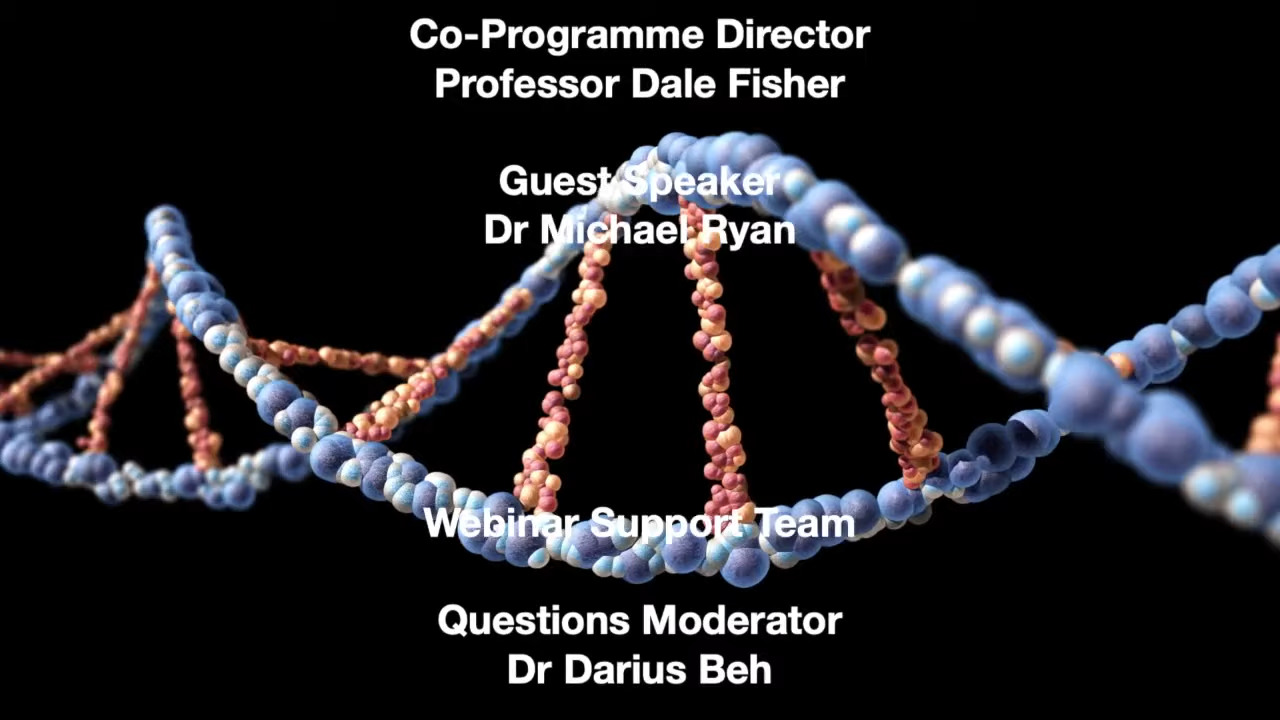 Co-Programme Director
Professor Dale Fisher
Guest Speaker
Dr Michael Ryan
Webinar Support Team
Questions Moderator
Dr Darius Beh